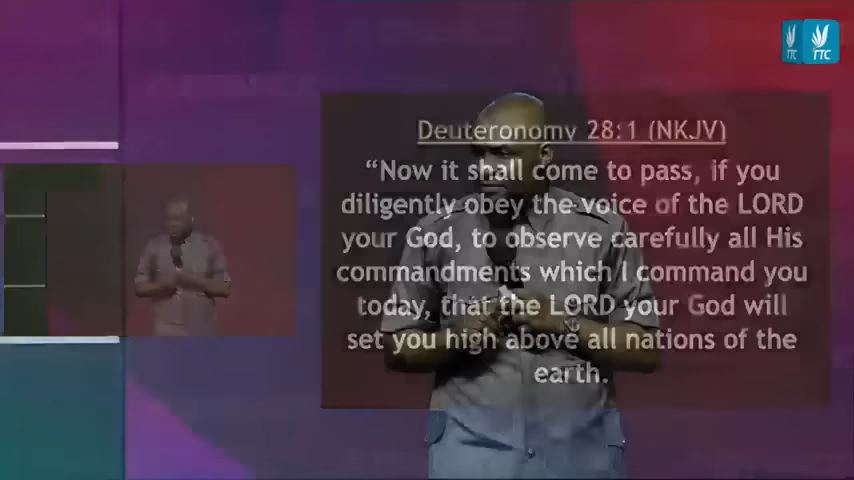 TTC
TTC
Deuteronomy 28:1 (NKJV)
“Now it shall come to pass, if you
diligently obey the voice of the LORD
your God, to observe carefully all His
commandments which I command you
today, that the LORD your God will
set you high above all nations of the
earth.